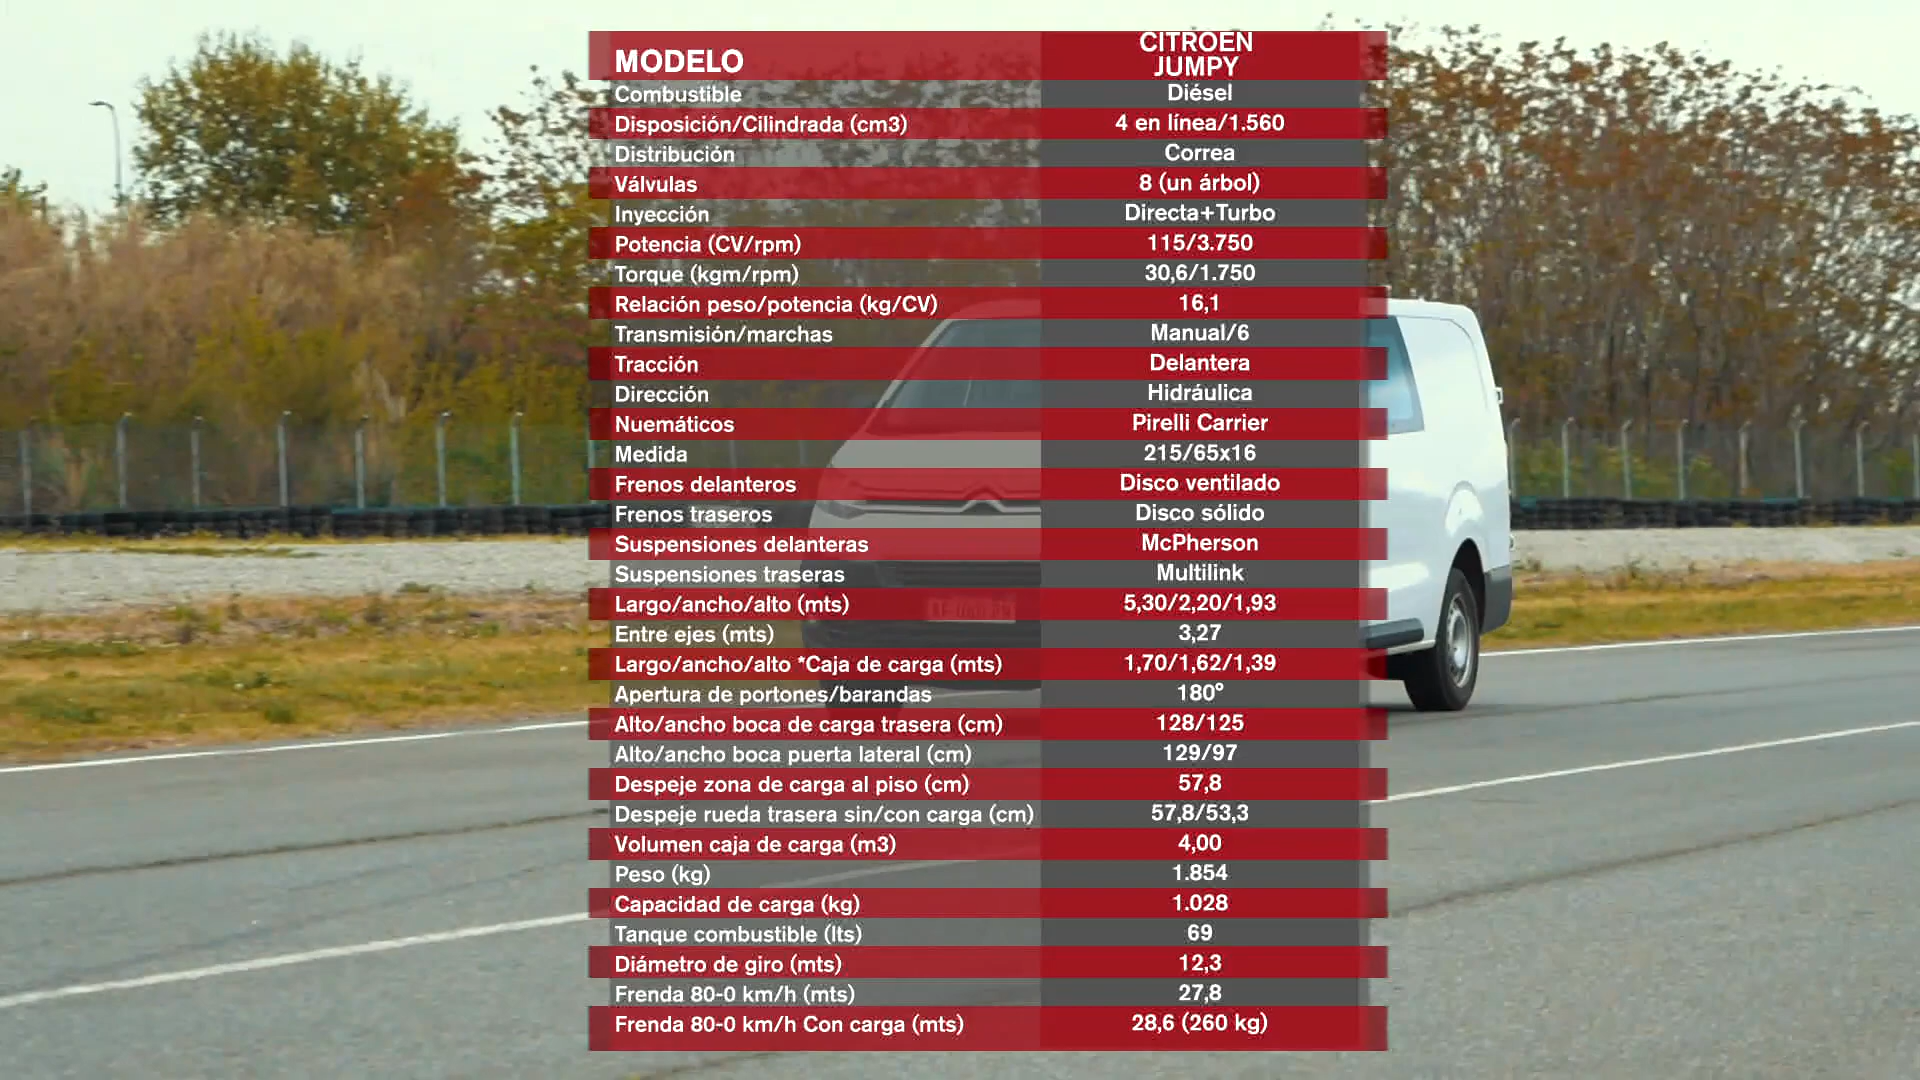 MODELO CITROËN
JUMPY
Combustible Diésel
Disposición/Cilindrada (cm3) 4 en línea/1.560
Distribución Correa
Válvulas 8 (un árbol)
Inyección Directa+Turbo
Potencia (CV/rpm) 115/3.750
Torque (kgm/rpm) 30,6/1.750
Relación peso/potencia (kg/CV) 16,1
Transmisión/marchas Manual/6
Tracción Delantera
Dirección Hidráulica
Nuemáticos Pirelli Carrier
Medida 215/65x16
Frenos delanteros Disco ventilado
Frenos traseros Disco sólido
Suspensiones delanteras McPherson
Suspensiones traseras Multilink
Largo/ancho/alto (mts) 5,30/2,20/1,93
Entre ejes (mts) 3,27
Largo/ancho/alto *Caja de carga (mts) 1,70/1,62/1,39
Apertura de portones/barandas 180º
Alto/ancho boca de carga trasera (cm) 128/125
Alto/ancho boca puerta lateral (cm) 129/97
Despeje zona de carga al piso (cm) 57,8
Despeje rueda trasera sin/con carga (cm) 57,8/53,3
Volumen caja de carga (m3) 4,00
Peso (kg) 1.854
Capacidad de carga (kg) 1.028
Tanque combustible (lts) 69
Diámetro de giro (mts) 12,3
Frenda 80-0 km/h (mts) 27,8
Frenda 80-0 km/h Con carga (mts) 28,6 (260 kg)